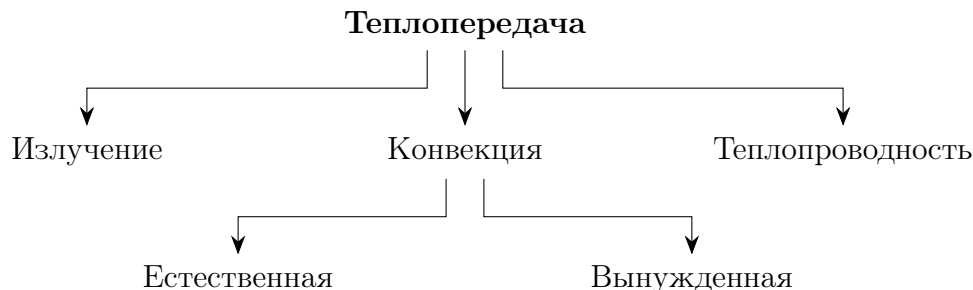 Теплопередача
Излучение Конвекция Теплопроводность
Естественная Вынужденная